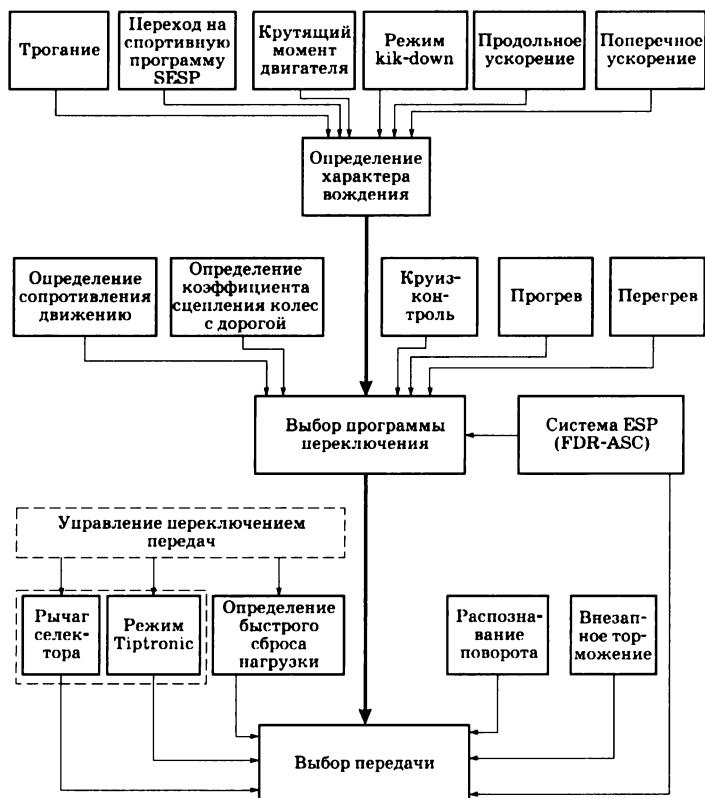 Трогание
Переход на
спортивную
программу
SESP
Крутящий
момент
двигателя
Режим
kik-down
Продольное
ускорение
Поперечное
ускорение
Определение
характера
вождения
Определение
сопротивления
движению
Определение
коэффициента
сцепления колес
с дорогой
Круиз-
кон-
троль
Прогрев
Перегрев
Выбор программы
переключения
Система ESP
(FDR-ASC)
Управление переключением
передач
Рычаг
селек-
тора
Режим
Tiptronic
Определение
быстрого
сброса
нагрузки
Распозна-
вание
поворота
Внезап-
ное тор-
можение
Выбор передачи